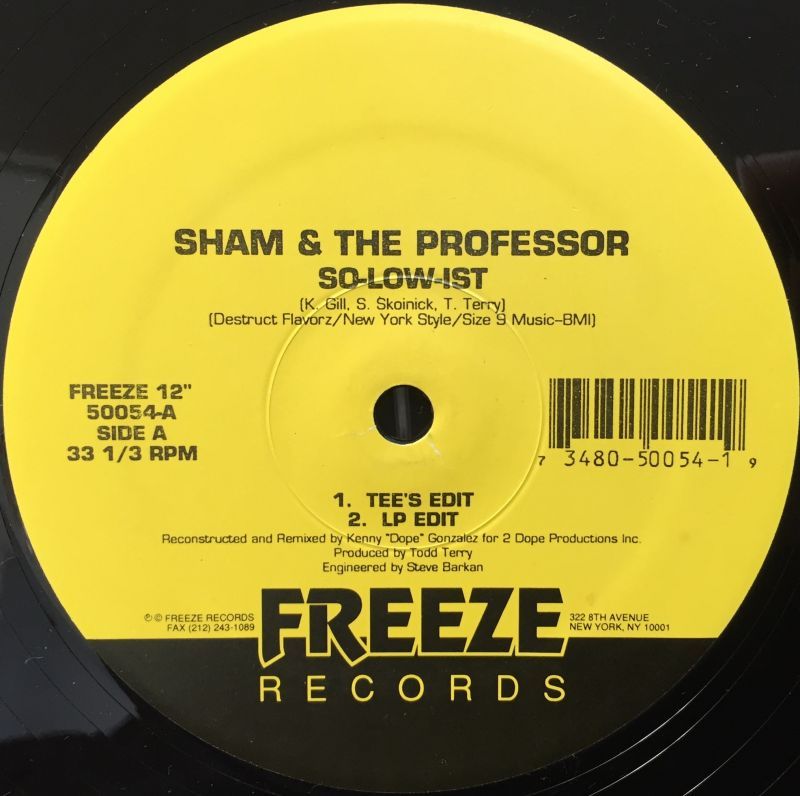 SHAM & THE PROFESSOR
SO-LOW-IST
(K. Gill, S. Skoinick, T. Terry)
(Destruct Flavorz/New York Style/Size 9 Music-BMI)
FREEZE 12"
50054-A
SIDE A
33 1/3 RPM
7 3480-50054-1 9
1. TEE'S EDIT
2. LP EDIT
Reconstructed and Remixed by Kenny "Dope" Gonzalez for 2 Dope Productions Inc.
Produced by Todd Terry
Engineered by Steve Barkan
℗ © FREEZE RECORDS
FAX (212) 243-1089
FREEZE
RECORDS
322 8TH AVENUE
NEW YORK, NY 10001